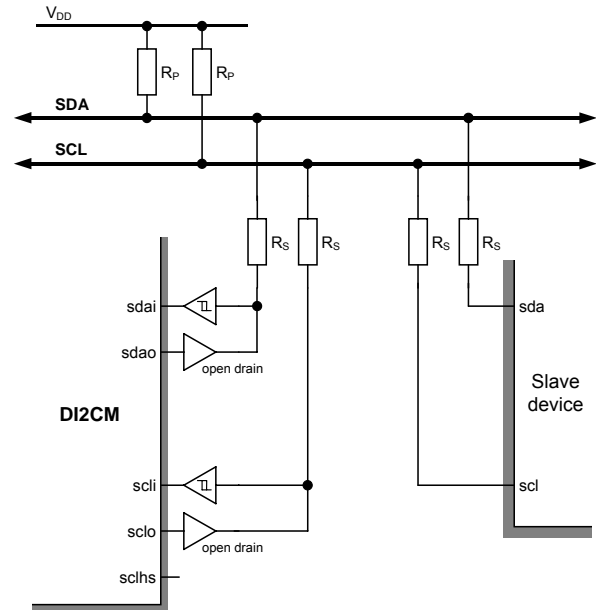 VDD
RP
RP
SDA
SCL
RS
RS
RS
RS
sdai
sda
sdao
open drain
Slave
device
DI2CM
scli
scl
sclo
open drain
sclhs